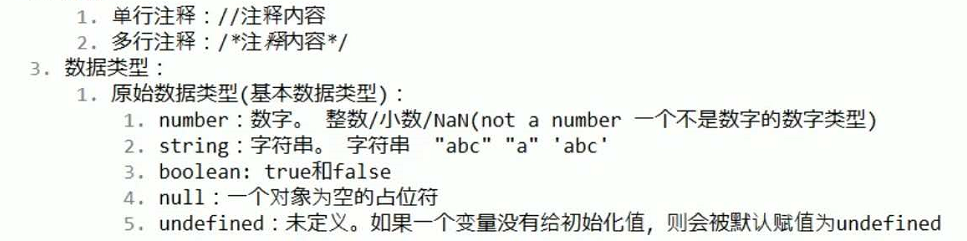 1. 单行注释：//注释内容
2. 多行注释：/*注释内容*/
3. 数据类型：
1. 原始数据类型(基本数据类型)：
1. number：数字。 整数/小数/NaN(not a number 一个不是数字的数字类型)
2. string：字符串。 字符串 "abc" "a" 'abc'
3. boolean: true和false
4. null：一个对象为空的占位符
5. undefined：未定义。如果一个变量没有给初始化值，则会被默认赋值为undefined